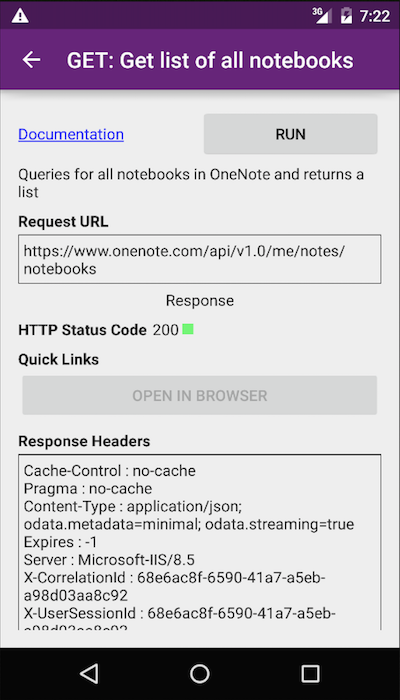 3G 7:22
GET: Get list of all notebooks
Documentation RUN
Queries for all notebooks in OneNote and returns a
list
Request URL
https://www.onenote.com/api/v1.0/me/notes/
notebooks
Response
HTTP Status Code 200
Quick Links
OPEN IN BROWSER
Response Headers
Cache-Control : no-cache
Pragma : no-cache
Content-Type : application/json;
odata.metadata=minimal; odata.streaming=true
Expires : -1
Server : Microsoft-IIS/8.5
X-CorrelationId : 68e6ac8f-6590-41a7-a5eb-
a98d03aa8c92
X-UserSessionId : 68e6ac8f-6590-41a7-a5eb-
a98d03aa8c92